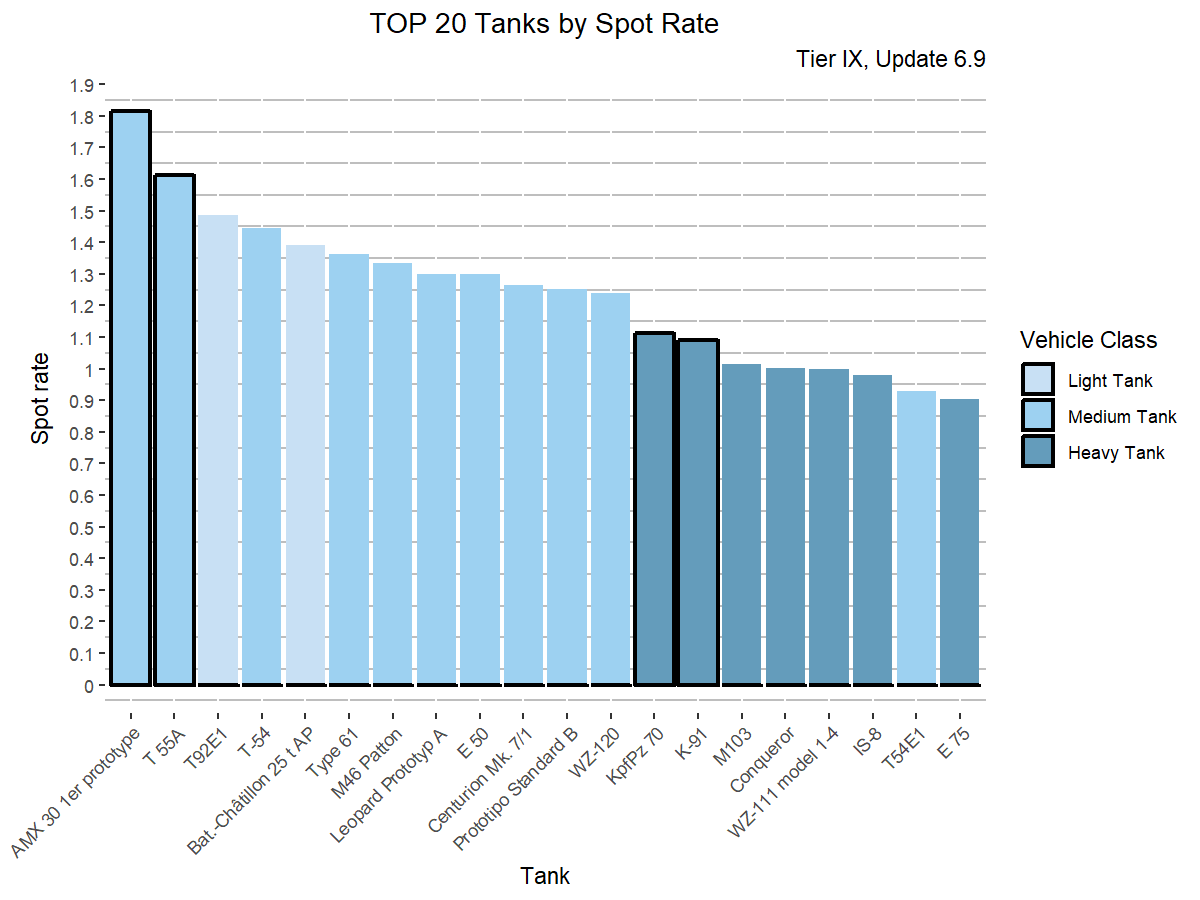 TOP 20 Tanks by Spot Rate
Tier IX, Update 6.9
1.9
1.8
1.7
1.6
1.5
1.4
1.3
1.2
1.1
1
0.9
0.8
0.7
0.6
0.5
0.4
0.3
0.2
0.1
0
Spot rate
AMX 30 1er prototype
T 55A
T92E1
T -54
Bat.-Châtillon 25 t AP
Type 61
M46 Patton
Leopard Prototyp A
E 50
Centurion Mk. 7/1
Prototipo Standard B
WZ-120
KpfPz 70
K-91
M103
Conqueror
WZ-111 model 1-4
IS-8
T54E1
E 75
Tank
Vehicle Class
Light Tank
Medium Tank
Heavy Tank